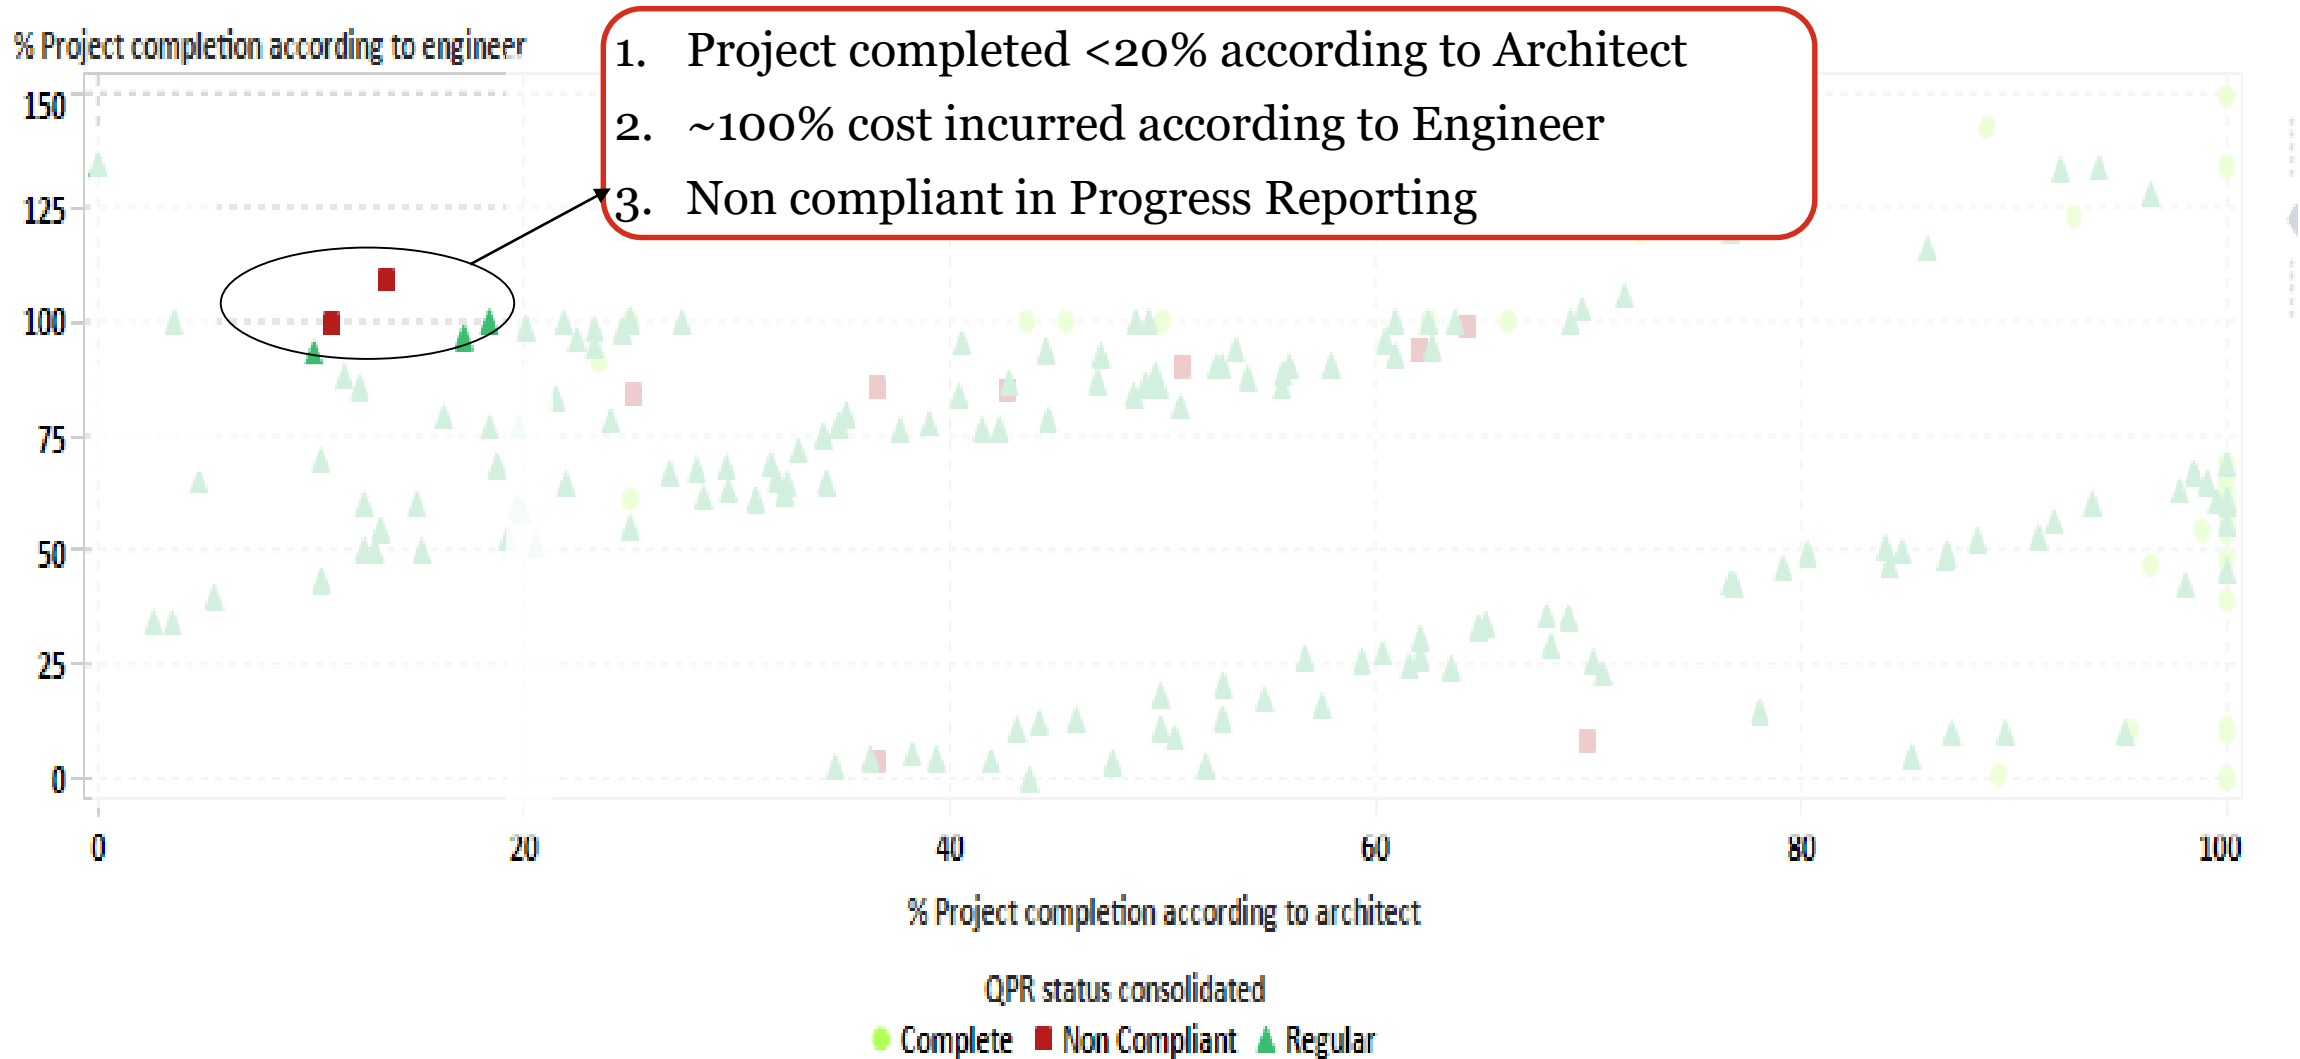 % Project completion according to engineer
1. Project completed <20% according to Architect
2. ~100% cost incurred according to Engineer
3. Non compliant in Progress Reporting
150
125
100
75
50
25
0
0 20 40 60 80 100
% Project completion according to architect
QPR status consolidated
Complete Non Compliant Regular